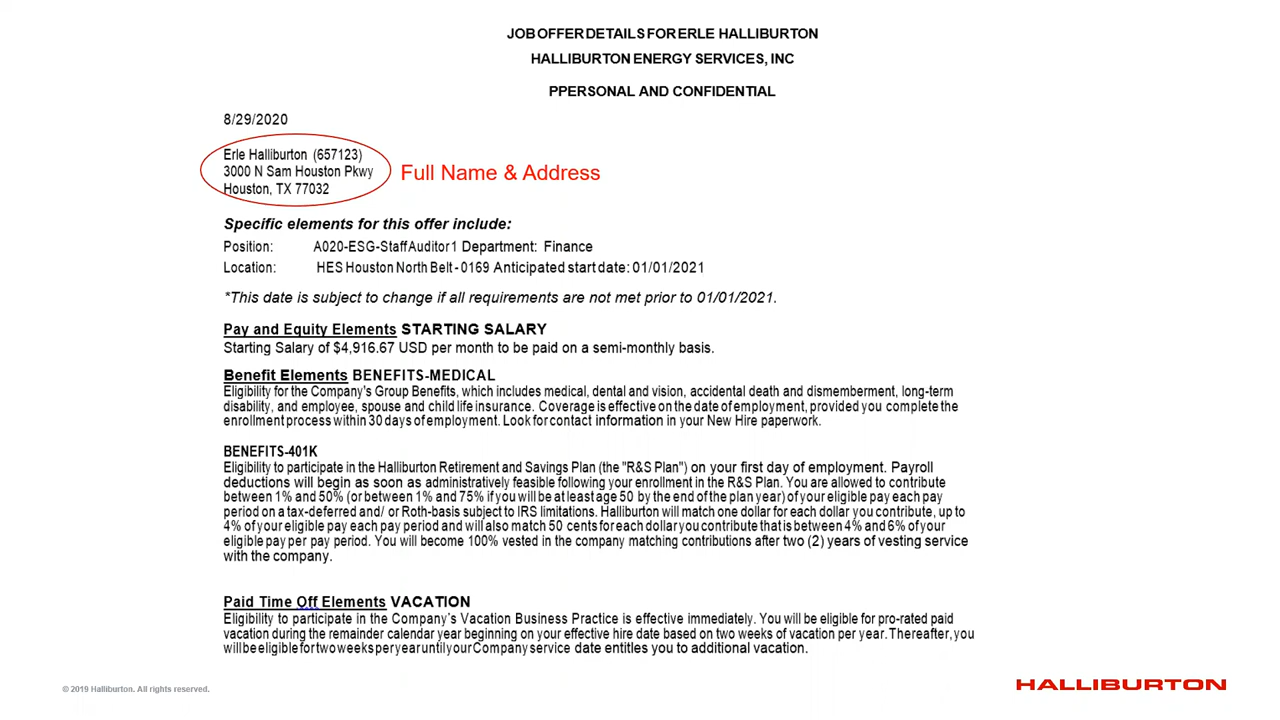 JOB OFFER DETAILS FOR ERLE HALLIBURTON
HALLIBURTON ENERGY SERVICES, INC
PPERSONAL AND CONFIDENTIAL
8/29/2020
Erle Halliburton (657123)
3000 N Sam Houston Pkwy
Houston, TX 77032
Full Name & Address
Specific elements for this offer include:
Position: A020-ESG-Staff Auditor 1 Department: Finance
Location: HES Houston North Belt - 0169 Anticipated start date: 01/01/2021
*This date is subject to change if all requirements are not met prior to 01/01/2021.
Pay and Equity Elements STARTING SALARY
Starting Salary of $4,916.67 USD per month to be paid on a semi-monthly basis.
Benefit Elements BENEFITS-MEDICAL
Eligibility for the Company's Group Benefits, which includes medical, dental and vision, accidental death and dismemberment, long-term
disability, and employee, spouse and child life insurance. Coverage is effective on the date of employment, provided you complete the
enrollment process within 30 days of employment. Look for contact information in your New Hire paperwork.
BENEFITS-401K
Eligibility to participate in the Halliburton Retirement and Savings Plan (the "R&S Plan") on your first day of employment. Payroll
deductions will begin as soon as administratively feasible following your enrollment in the R&S Plan. You are allowed to contribute
between 1% and 50% (or between 1% and 75% if you will be at least age 50 by the end of the plan year) of your eligible pay each pay
period on a tax-deferred and/ or Roth-basis subject to IRS limitations. Halliburton will match one dollar for each dollar you contribute, up to
4% of your eligible pay each pay period and will also match 50 cents for each dollar you contribute that is between 4% and 6% of your
eligible pay per pay period. You will become 100% vested in the company matching contributions after two (2) years of vesting service
with the company.
Paid Time Off Elements VACATION
Eligibility to participate in the Company's Vacation Business Practice is effective immediately. You will be eligible for pro-rated paid
vacation during the remainder calendar year beginning on your effective hire date based on two weeks of vacation per year. Thereafter, you
will be eligible for two weeks per year until your Company service date entitles you to additional vacation.
© 2019 Halliburton. All rights reserved.
HALLIBURTON